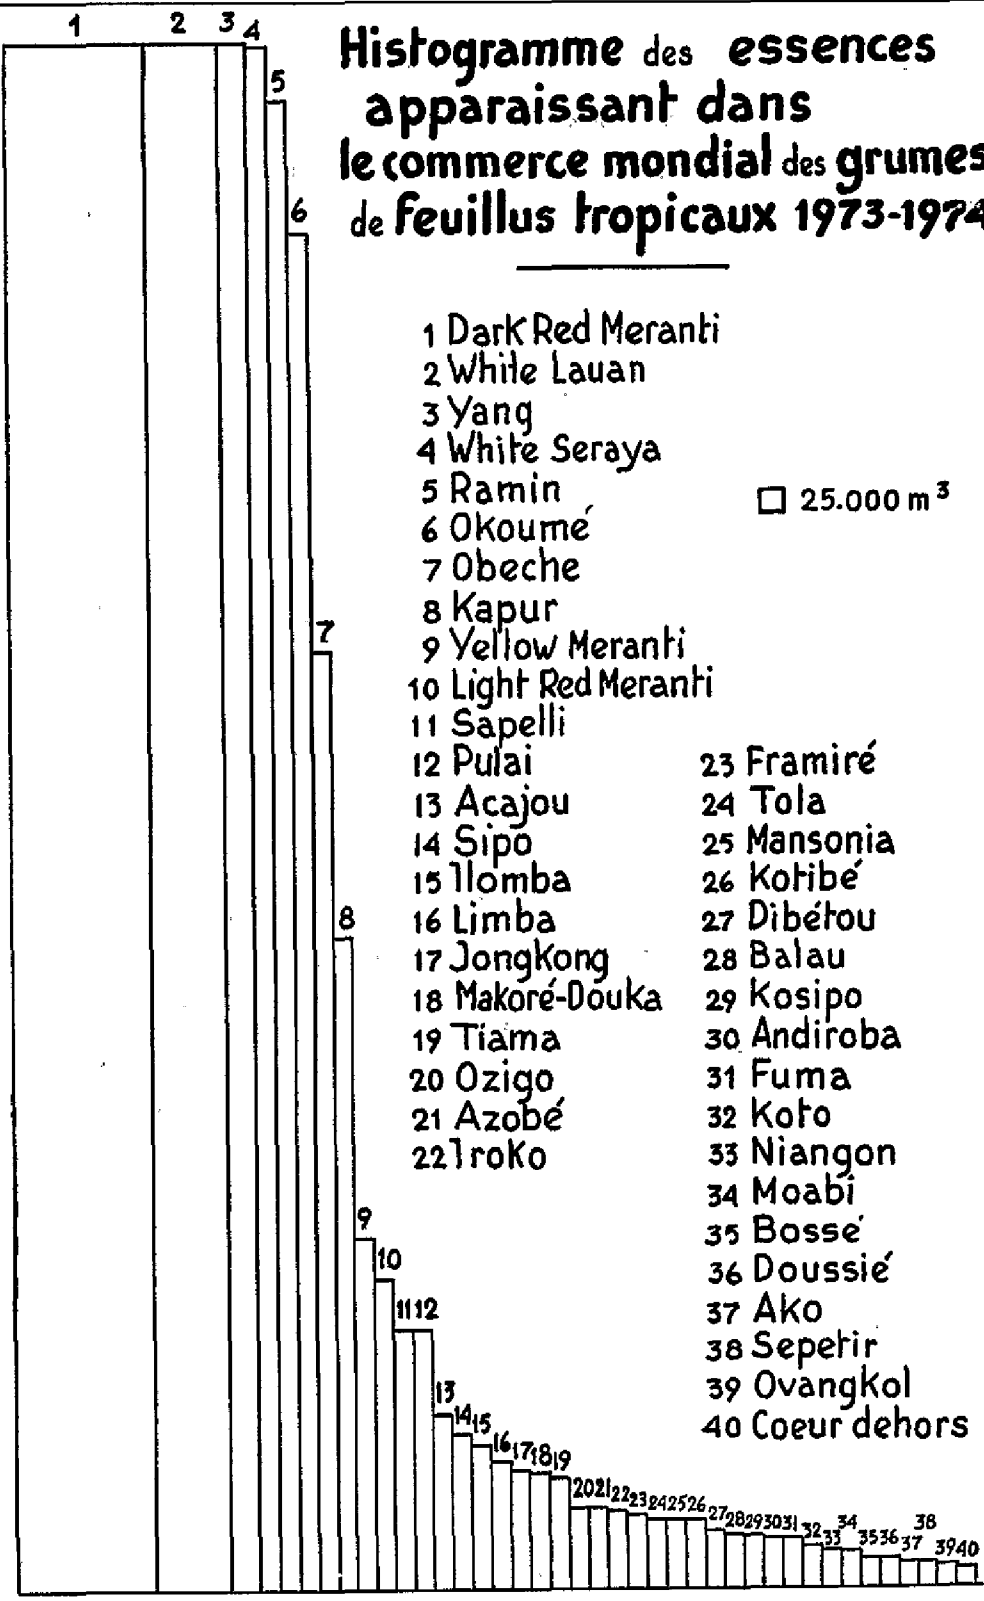 Histogramme des essences
apparaissant dans
le commerce mondial des grumes
de feuillus tropicaux 1973-1974
1 Dark Red Meranti
2 White Lauan
3 Yang
4 White Seraya
5 Ramin
6 Okoumé
7 Obeche
8 Kapur
9 Yellow Meranti
10 Light Red Meranti
11 Sapelli
12 Pulai
13 Acajou
14 Sipo
15 Ilomba
16 Limba
17 Jongkong
18 Makoré-Douka
19 Tiama
20 Ozigo
21 Azobé
22 Iroko
25.000 m³
23 Framiré
24 Tola
25 Mansonia
26 Kotibé
27 Dibétou
28 Balau
29 Kosipo
30 Andiroba
31 Fuma
32 Koto
33 Niangon
34 Moabi
35 Bossé
36 Doussié
37 Ako
38 Sepetir
39 Ovangkol
40 Coeur dehors
1
2
3
4
5
6
7
8
9
10
11
12
13
14
15
16
17
18
19
20
21
22
23
24
25
26
27
28
29
30
31
32
33
34
35
36
37
38
39
40